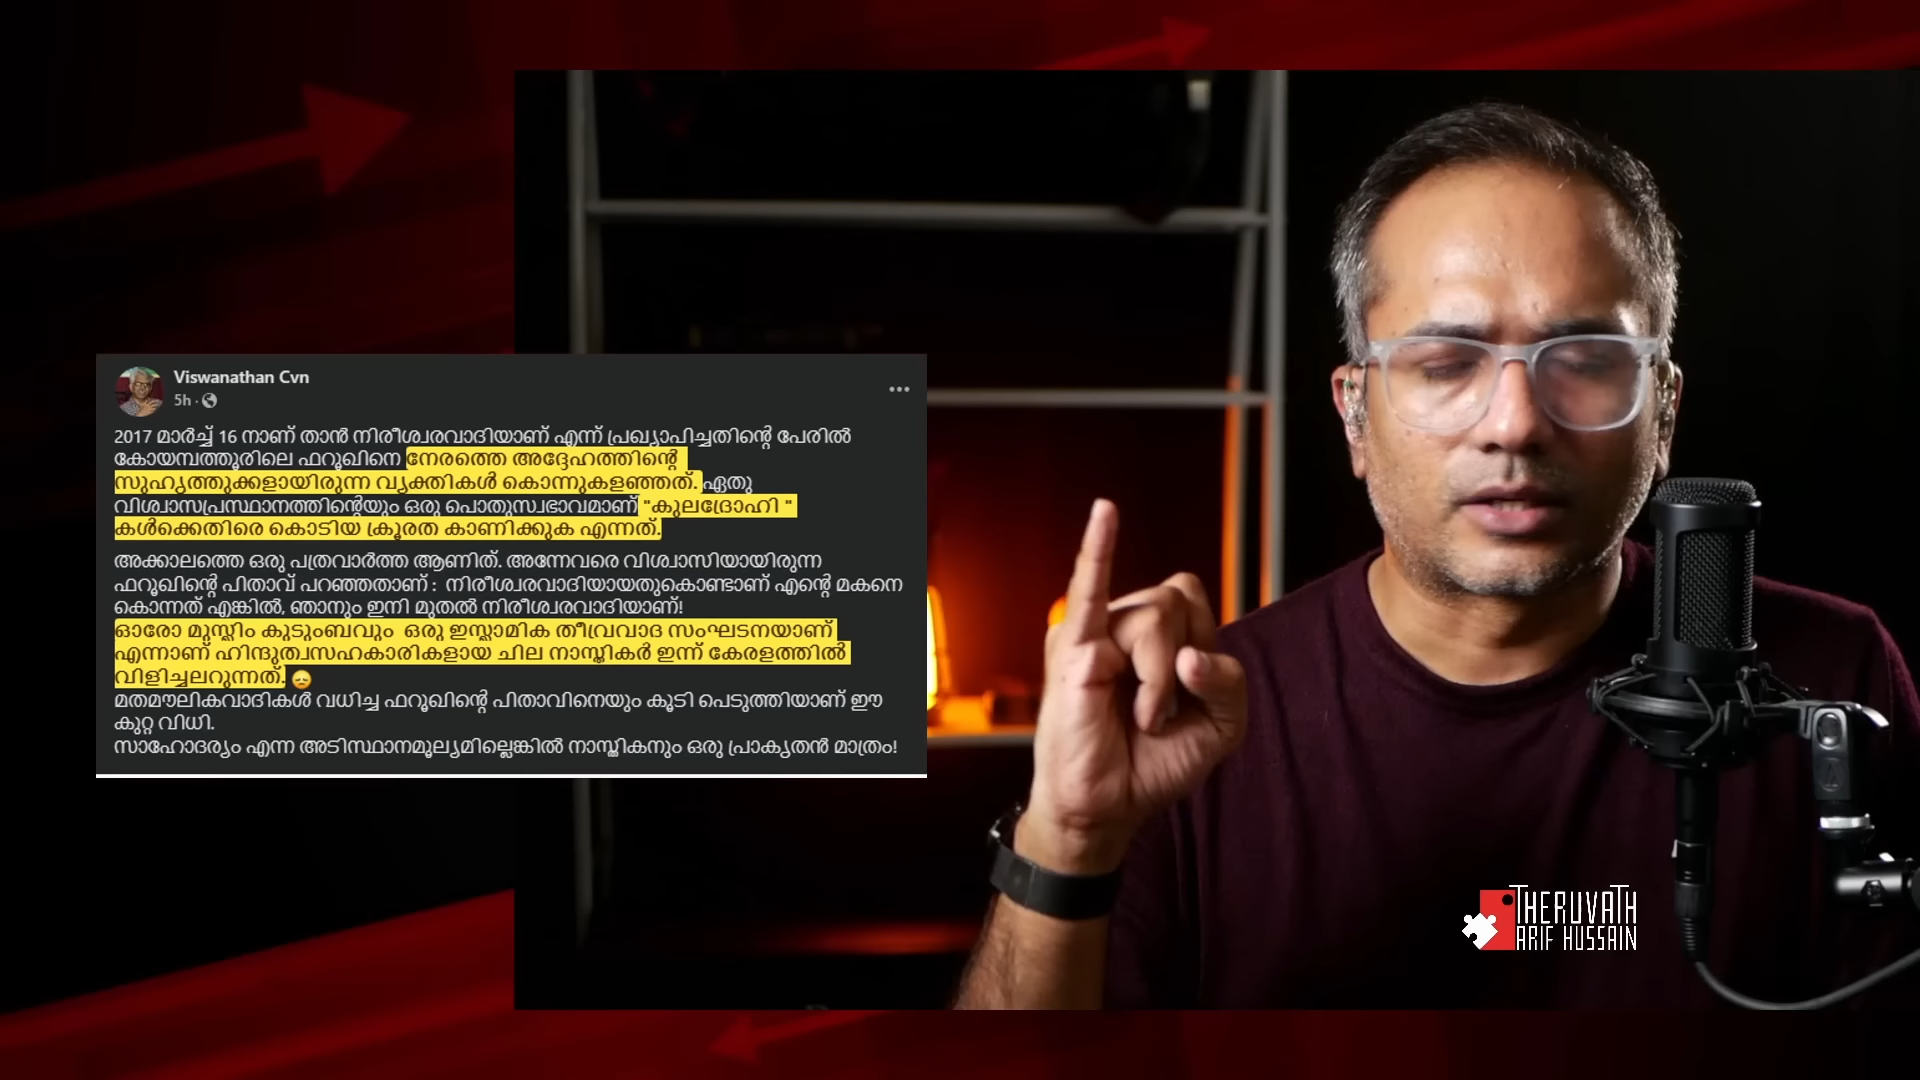 Viswanathan Cvn
5h ·
2017 മാർച്ച് 16 നാണ് താൻ നിരീശ്വരവാദിയാണ് എന്ന് പ്രഖ്യാപിച്ചതിന്റെ പേരിൽ
കോയമ്പത്തൂരിലെ ഫറൂഖിനെ നേരത്തെ അദ്ദേഹത്തിന്റെ
സുഹൃത്തുക്കളായിരുന്ന വ്യക്തികൾ കൊന്നുകളഞ്ഞത്. ഏതു
വിശ്വാസപ്രസ്ഥാനത്തിന്റെയും ഒരു പൊതുസ്വഭാവമാണ് "കുലദ്രോഹി "
കൾക്കെതിരെ കൊടിയ ക്രൂരത കാണിക്കുക എന്നത്.
അക്കാലത്തെ ഒരു പത്രവാർത്ത ആണിത്. അന്നേവരെ വിശ്വാസിയായിരുന്ന
ഫറൂഖിന്റെ പിതാവ് പറഞ്ഞതാണ് : നിരീശ്വരവാദിയായതുകൊണ്ടാണ് എന്റെ മകനെ
കൊന്നത് എങ്കിൽ, ഞാനും ഇനി മുതൽ നിരീശ്വരവാദിയാണ്!
ഓരോ മുസ്ലിം കുടുംബവും ഒരു ഇസ്ലാമിക തീവ്രവാദ സംഘടനയാണ്
എന്നാണ് ഹിന്ദുത്വസഹകാരികളായ ചില നാസ്തികർ ഇന്ന് കേരളത്തിൽ
വിളിച്ചലറുന്നത്. 😞
മതമൗലികവാദികൾ വധിച്ച ഫറൂഖിന്റെ പിതാവിനെയും കൂടി പെടുത്തിയാണ് ഈ
കുറ്റ വിധി.
സാഹോദര്യം എന്ന അടിസ്ഥാനമൂല്യമില്ലെങ്കിൽ നാസ്തികനും ഒരു പ്രാകൃതൻ മാത്രം!
THERUVATH
ARIF HUSSAIN